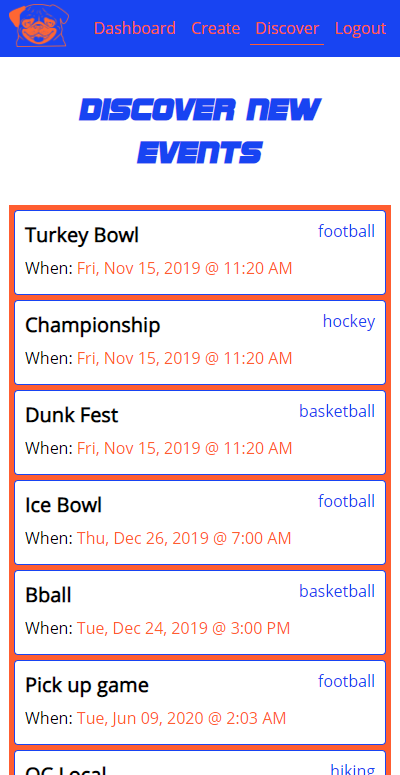 Dashboard Create Discover Logout
DISCOVER NEW
EVENTS
Turkey Bowl football
When: Fri, Nov 15, 2019 @ 11:20 AM
Championship hockey
When: Fri, Nov 15, 2019 @ 11:20 AM
Dunk Fest basketball
When: Fri, Nov 15, 2019 @ 11:20 AM
Ice Bowl football
When: Thu, Dec 26, 2019 @ 7:00 AM
Bball basketball
When: Tue, Dec 24, 2019 @ 3:00 PM
Pick up game football
When: Tue, Jun 09, 2020 @ 2:03 AM
OC Local hiking